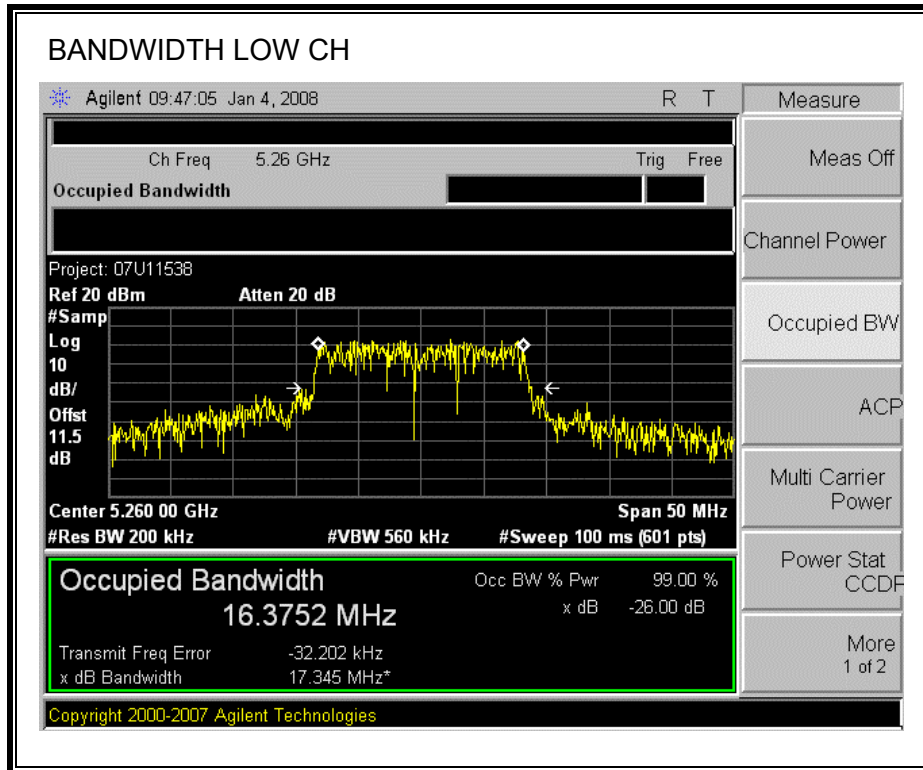 BANDWIDTH LOW CH
Agilent 09:47:05 Jan 4, 2008 R T
Measure
Ch Freq 5.26 GHz Trig Free
Occupied Bandwidth
Meas Off
Channel Power
Project: 07U11538
Ref 20 dBm Atten 20 dB
#Samp
Log
10
dB/
Offst
11.5
dB
Occupied BW
ACP
Center 5.260 00 GHz Span 50 MHz
#Res BW 200 kHz #VBW 560 kHz #Sweep 100 ms (601 pts)
Multi Carrier
Power
Occupied Bandwidth Occ BW % Pwr 99.00 %
16.3752 MHz x dB -26.00 dB
Transmit Freq Error -32.202 kHz
x dB Bandwidth 17.345 MHz*
Power Stat
CCDF
More
1 of 2
Copyright 2000-2007 Agilent Technologies